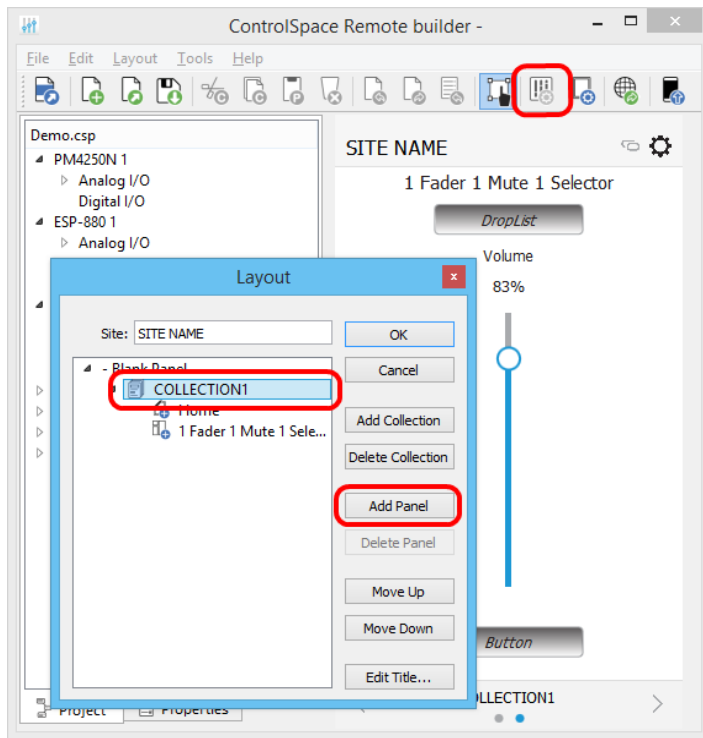 ControlSpace Remote builder -
File Edit Layout Tools Help
Demo.csp
PM4250N 1
Analog I/O
Digital I/O
ESP-880 1
Analog I/O
SITE NAME
1 Fader 1 Mute 1 Selector
DropList
Volume
83%
Button
Layout
Site: SITE NAME
- Blank Panel
COLLECTION1
Home
1 Fader 1 Mute 1 Sele...
OK
Cancel
Add Collection
Delete Collection
Add Panel
Delete Panel
Move Up
Move Down
Edit Title...
Project Properties
LLECTION1